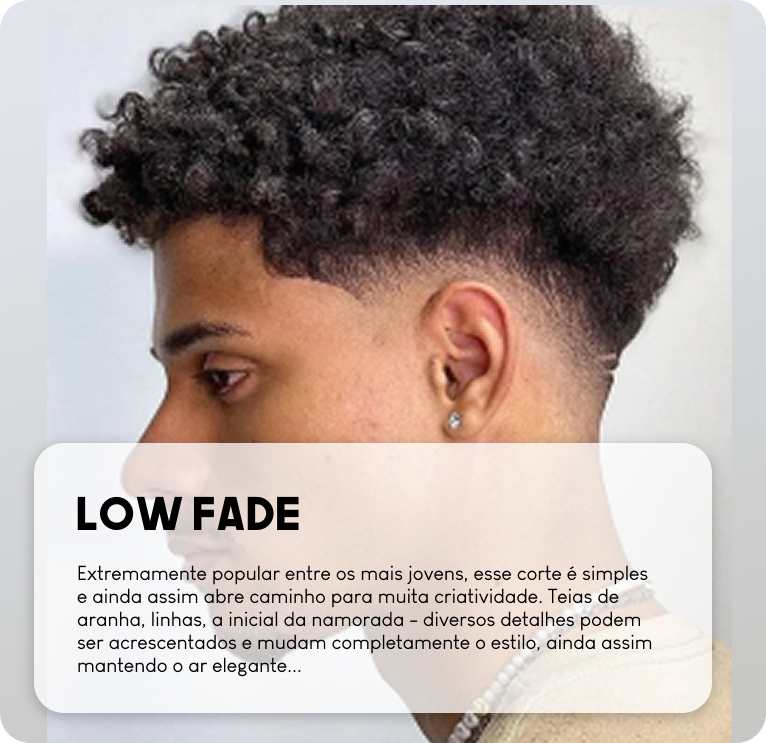 LOW FADE
Extremamente popular entre os mais jovens, esse corte é simples
e ainda assim abre caminho para muita criatividade. Teias de
aranha, linhas, a inicial da namorada - diversos detalhes podem
ser acrescentados e mudam completamente o estilo, ainda assim
mantendo o ar elegante...